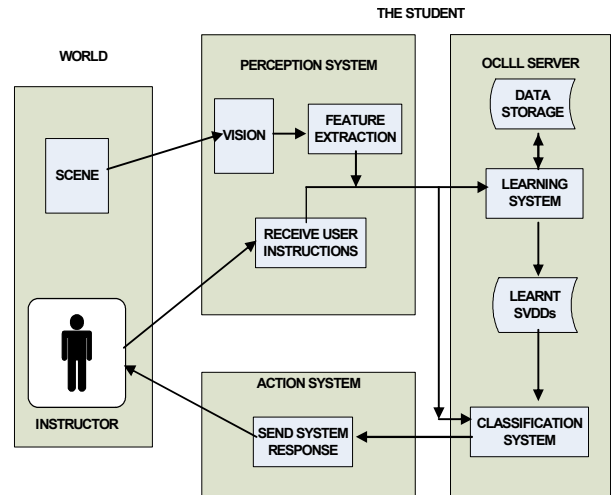 THE STUDENT
WORLD
PERCEPTION SYSTEM
OCLLL SERVER
DATA
STORAGE
VISION
FEATURE
EXTRACTION
SCENE
LEARNING
SYSTEM
RECEIVE USER
INSTRUCTIONS
LEARNT
SVDDs
ACTION SYSTEM
INSTRUCTOR
SEND SYSTEM
RESPONSE
CLASSIFICATION
SYSTEM